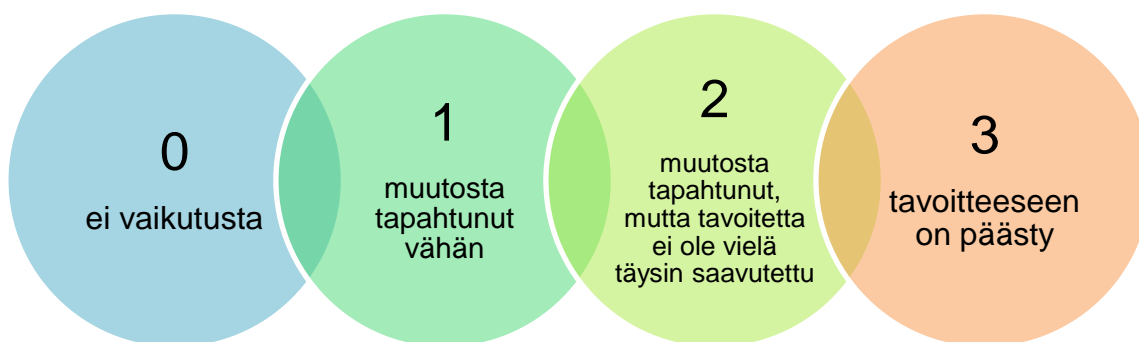 0
ei vaikutusta
1
muutosta
tapahtunut
vähän
2
muutosta
tapahtunut,
mutta tavoitetta
ei ole vielä
täysin saavutettu
3
tavoitteeseen
on päästy